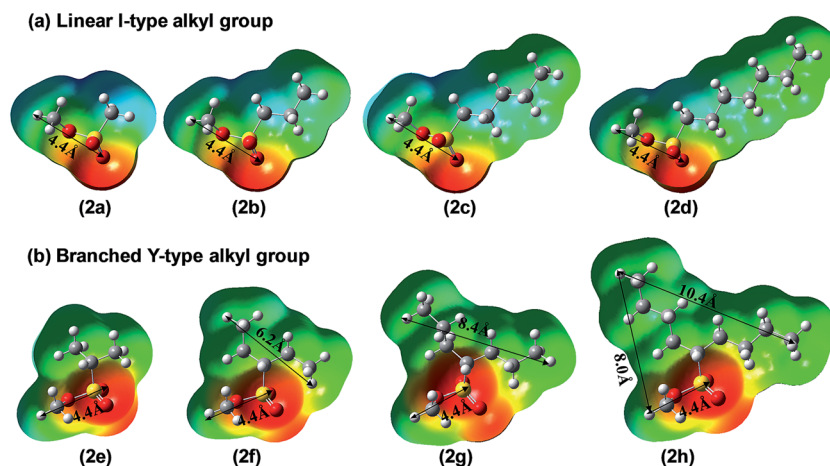 (a) Linear I-type alkyl group
4.4Å 4.4Å 4.4Å 4.4Å
(2a) (2b) (2c) (2d)
(b) Branched Y-type alkyl group
6.2Å 8.4Å 10.4Å
8.0Å
4.4Å 4.4Å 4.4Å 4.4Å
(2e) (2f) (2g) (2h)